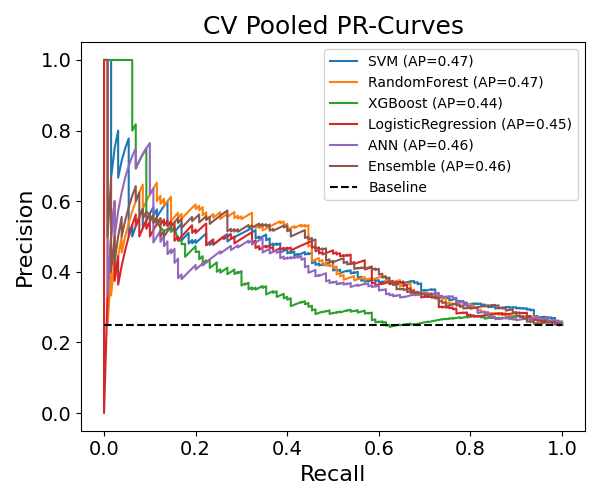 CV Pooled PR-Curves
SVM (AP=0.47)
RandomForest (AP=0.47)
XGBoost (AP=0.44)
LogisticRegression (AP=0.45)
ANN (AP=0.46)
Ensemble (AP=0.46)
Baseline
Precision
1.0
0.8
0.6
0.4
0.2
0.0
0.0 0.2 0.4 0.6 0.8 1.0
Recall